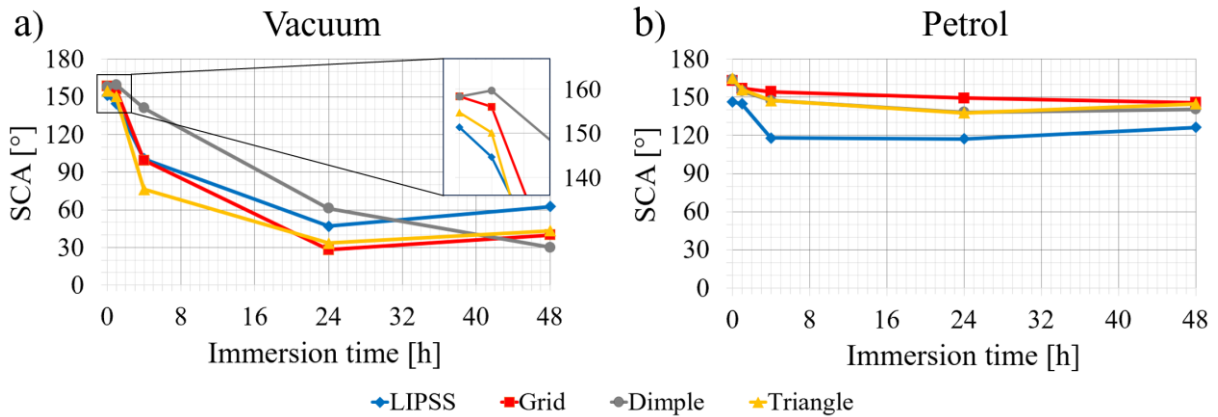 a) Vacuum
180
150
120
90
60
30
0
SCA [°]
160
150
140
0 8 16 24 32 40 48
Immersion time [h]
b) Petrol
180
150
120
90
60
30
0
SCA [°]
0 8 16 24 32 40 48
Immersion time [h]
LIPSS Grid Dimple Triangle